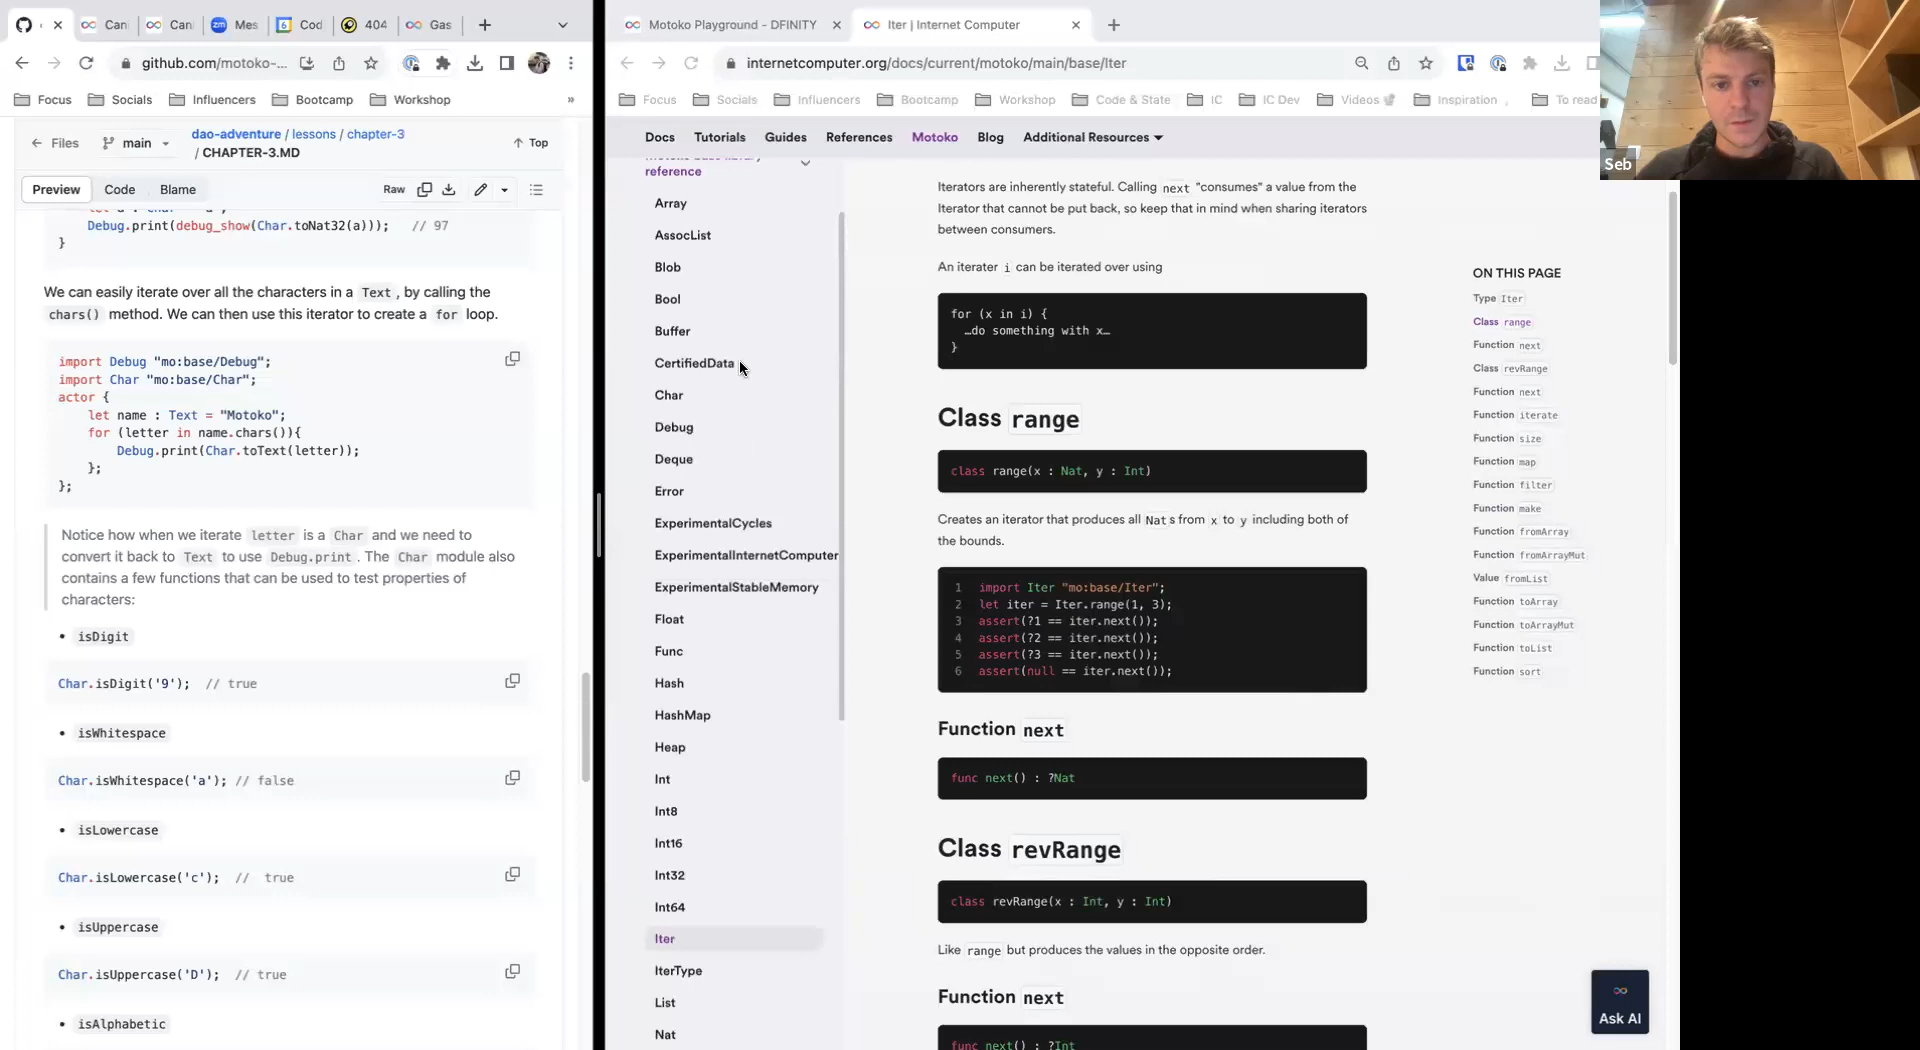 Can
Can
Mes
Cod
404
Gas
github.com/motoko-...
Focus
Socials
Influencers
Bootcamp
Workshop
»
Files
main
dao-adventure / lessons / chapter-3
/ CHAPTER-3.MD
Top
Preview
Code
Blame
Raw
Debug.print(debug_show(Char.toNat32(a)));   // 97
}
We can easily iterate over all the characters in a Text , by calling the
chars() method. We can then use this iterator to create a for loop.
import Debug "mo:base/Debug";
import Char "mo:base/Char";
actor {
let name : Text = "Motoko";
for (letter in name.chars()){
Debug.print(Char.toText(letter));
};
};
Notice how when we iterate letter is a Char and we need to
convert it back to Text to use Debug.print . The Char module also
contains a few functions that can be used to test properties of
characters:
• isDigit
Char.isDigit('9');  // true
• isWhitespace
Char.isWhitespace('a'); // false
• isLowercase
Char.isLowercase('c');  //  true
• isUppercase
Char.isUppercase('D');  // true
• isAlphabetic
Motoko Playground - DFINITY
Iter | Internet Computer
internetcomputer.org/docs/current/motoko/main/base/Iter
Focus
Socials
Influencers
Bootcamp
Workshop
Code & State
IC
IC Dev
Videos
Inspiration
To read
Docs
Tutorials
Guides
References
Motoko
Blog
Additional Resources
Motoko base library
reference
Array
AssocList
Blob
Bool
Buffer
CertifiedData
Char
Debug
Deque
Error
ExperimentalCycles
ExperimentalInternetComputer
ExperimentalStableMemory
Float
Func
Hash
HashMap
Heap
Int
Int8
Int16
Int32
Int64
Iter
IterType
List
Nat
Iterators are inherently stateful. Calling next "consumes" a value from the
Iterator that cannot be put back, so keep that in mind when sharing iterators
between consumers.
An iterater i can be iterated over using
for (x in i) {
…do something with x…
}
Class range
class range(x : Nat, y : Int)
Creates an iterator that produces all Nats from x to y including both of
the bounds.
1 import Iter "mo:base/Iter";
2 let iter = Iter.range(1, 3);
3 assert(?1 == iter.next());
4 assert(?2 == iter.next());
5 assert(?3 == iter.next());
6 assert(null == iter.next());
Function next
func next() : ?Nat
Class revRange
class revRange(x : Int, y : Int)
Like range but produces the values in the opposite order.
Function next
func next() : ?Int
ON THIS PAGE
Type Iter
Class range
Function next
Class revRange
Function next
Function iterate
Function size
Function map
Function filter
Function make
Function fromArray
Function fromArrayMut
Value fromList
Function toArray
Function toArrayMut
Function toList
Function sort
Ask AI
Seb